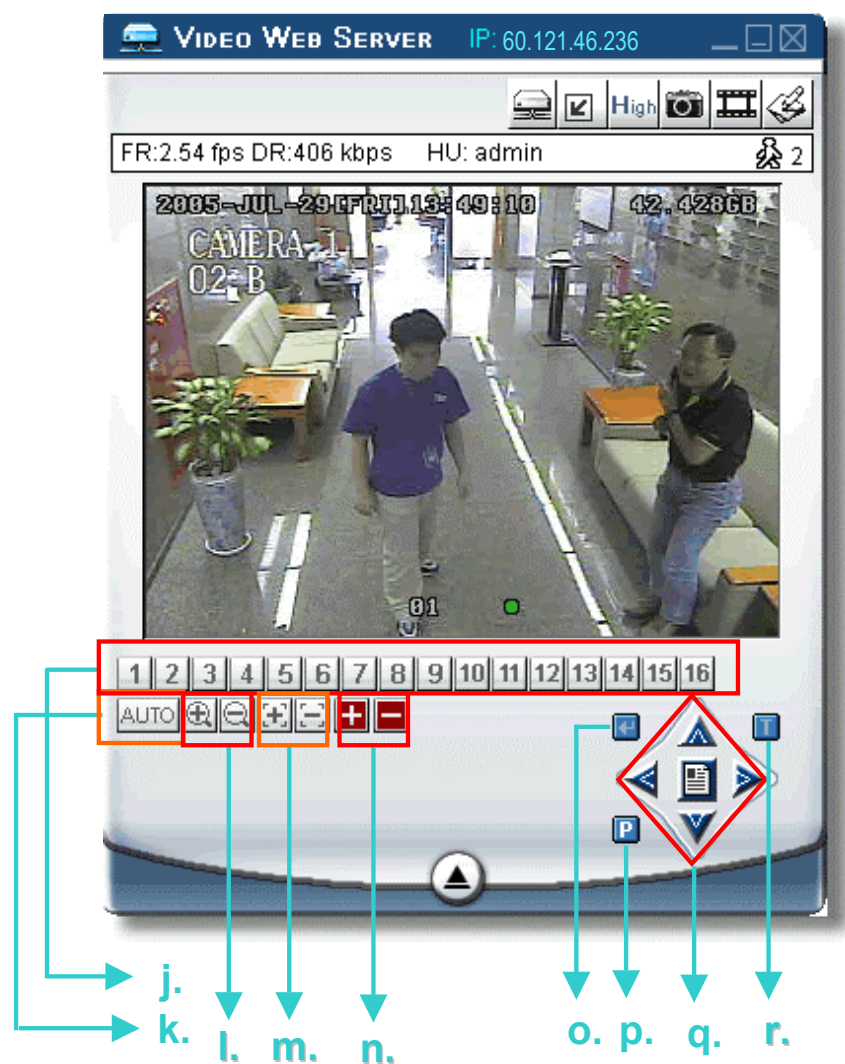 VIDEO WEB SERVER IP: 60.121.46.236
High
FR:2.54 fps DR:406 kbps HU: admin 2
2005-JUL-29[FRI]13:49:10 42.428GB
CAMERA 1
02 B
01
1 2 3 4 5 6 7 8 9 10 11 12 13 14 15 16
AUTO
T
P
j.
k. l. m. n. o. p. q. r.